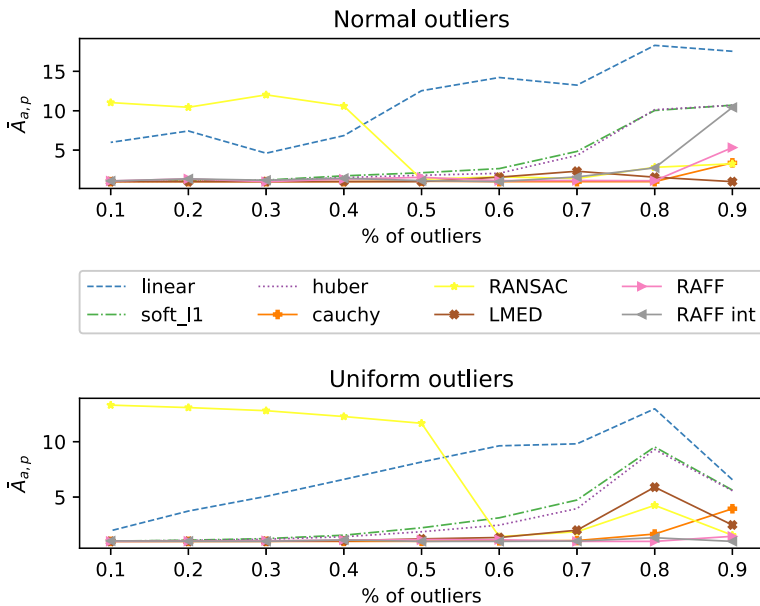 Normal outliers
15
10
5
Ā_{a,p}
0.1 0.2 0.3 0.4 0.5 0.6 0.7 0.8 0.9
% of outliers
linear huber RANSAC RAFF
soft_l1 cauchy LMED RAFF int
Uniform outliers
10
5
Ā_{a,p}
0.1 0.2 0.3 0.4 0.5 0.6 0.7 0.8 0.9
% of outliers